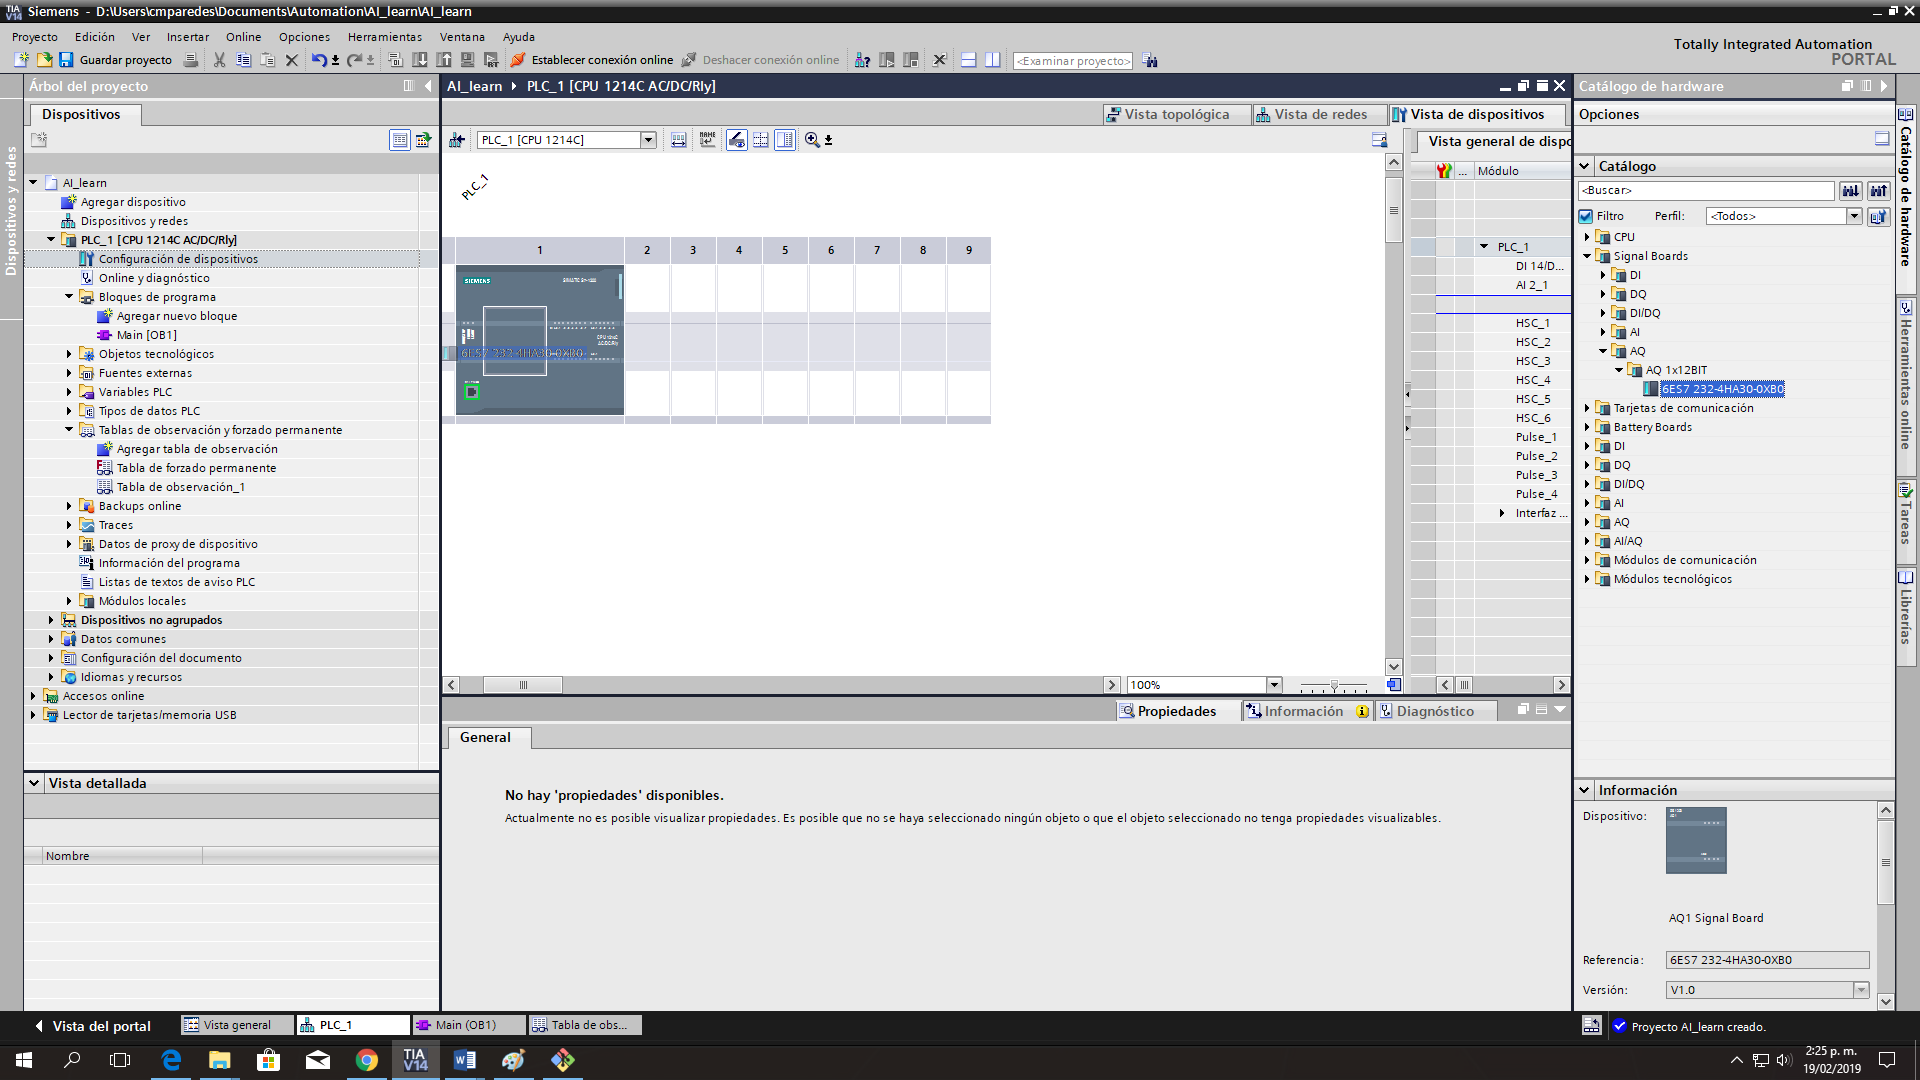 Siemens - D:\Users\cmparedes\Documents\Automation\AI_learn\AI_learn
Proyecto Edición Ver Insertar Online Opciones Herramientas Ventana Ayuda
Guardar proyecto Establecer conexión online Deshacer conexión online <Examinar proyecto>
Totally Integrated Automation
PORTAL
Árbol del proyecto
Dispositivos
Dispositivos y redes
AI_learn
Agregar dispositivo
Dispositivos y redes
PLC_1 [CPU 1214C AC/DC/Rly]
Configuración de dispositivos
Online y diagnóstico
Bloques de programa
Agregar nuevo bloque
Main [OB1]
Objetos tecnológicos
Fuentes externas
Variables PLC
Tipos de datos PLC
Tablas de observación y forzado permanente
Agregar tabla de observación
Tabla de forzado permanente
Tabla de observación_1
Backups online
Traces
Datos de proxy de dispositivo
Información del programa
Listas de textos de aviso PLC
Módulos locales
Dispositivos no agrupados
Datos comunes
Configuración del documento
Idiomas y recursos
Accesos online
Lector de tarjetas/memoria USB
Vista detallada
Nombre
AI_learn PLC_1 [CPU 1214C AC/DC/Rly]
Vista topológica Vista de redes Vista de dispositivos
PLC_1 [CPU 1214C]
PLC_1
1 2 3 4 5 6 7 8 9
SIEMENS
SIMATIC S7-1200
CPU 1214C
AC/DC/Rly
6ES7 232-4HA30-0XB0
100%
Vista general de dispo
... Módulo
PLC_1
DI 14/D...
AI 2_1
HSC_1
HSC_2
HSC_3
HSC_4
HSC_5
HSC_6
Pulse_1
Pulse_2
Pulse_3
Pulse_4
Interfaz ...
Propiedades Información Diagnóstico
General
No hay 'propiedades' disponibles.
Actualmente no es posible visualizar propiedades. Es posible que no se haya seleccionado ningún objeto o que el objeto seleccionado no tenga propiedades visualizables.
Catálogo de hardware
Opciones
Catálogo
<Buscar>
Filtro Perfil: <Todos>
CPU
Signal Boards
DI
DQ
DI/DQ
AI
AQ
AQ 1x12BIT
6ES7 232-4HA30-0XB0
Tarjetas de comunicación
Battery Boards
DI
DQ
DI/DQ
AI
AQ
AI/AQ
Módulos de comunicación
Módulos tecnológicos
Información
Dispositivo:
AQ1 Signal Board
Referencia: 6ES7 232-4HA30-0XB0
Versión: V1.0
Catálogo de hardware
Herramientas online
Tareas
Librerías
Vista del portal Vista general PLC_1 Main (OB1) Tabla de obs...
Proyecto AI_learn creado.
TIA
V14
2:25 p. m.
19/02/2019